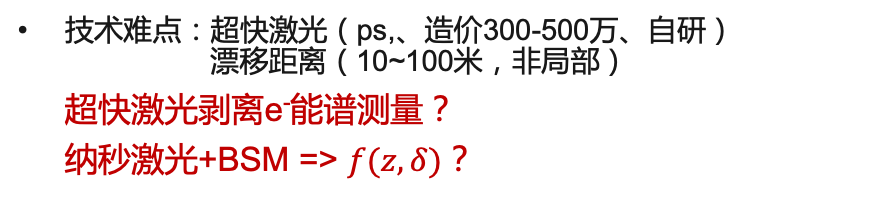 • 技术难点：超快激光（ps,、造价300-500万、自研）
漂移距离（10~100米，非局部）
超快激光剥离e⁻能谱测量？
纳秒激光+BSM => f(z,δ)？